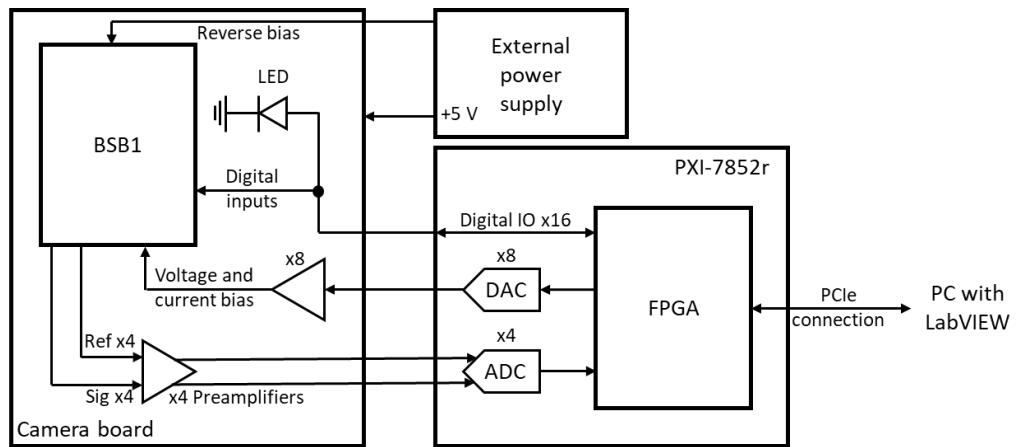 Reverse bias
External
power
supply
LED
+5 V
BSB1
PXI-7852r
Digital
inputs
Digital IO x16
x8
x8
Voltage and
current bias
DAC
FPGA
PCIe
connection
PC with
LabVIEW
x4
Ref x4
ADC
Sig x4
x4 Preamplifiers
Camera board